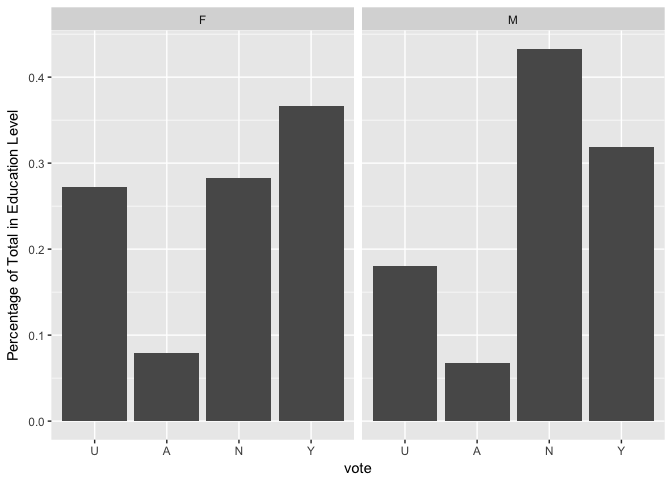 F M
Percentage of Total in Education Level
0.4
0.3
0.2
0.1
0.0
U A N Y U A N Y
vote